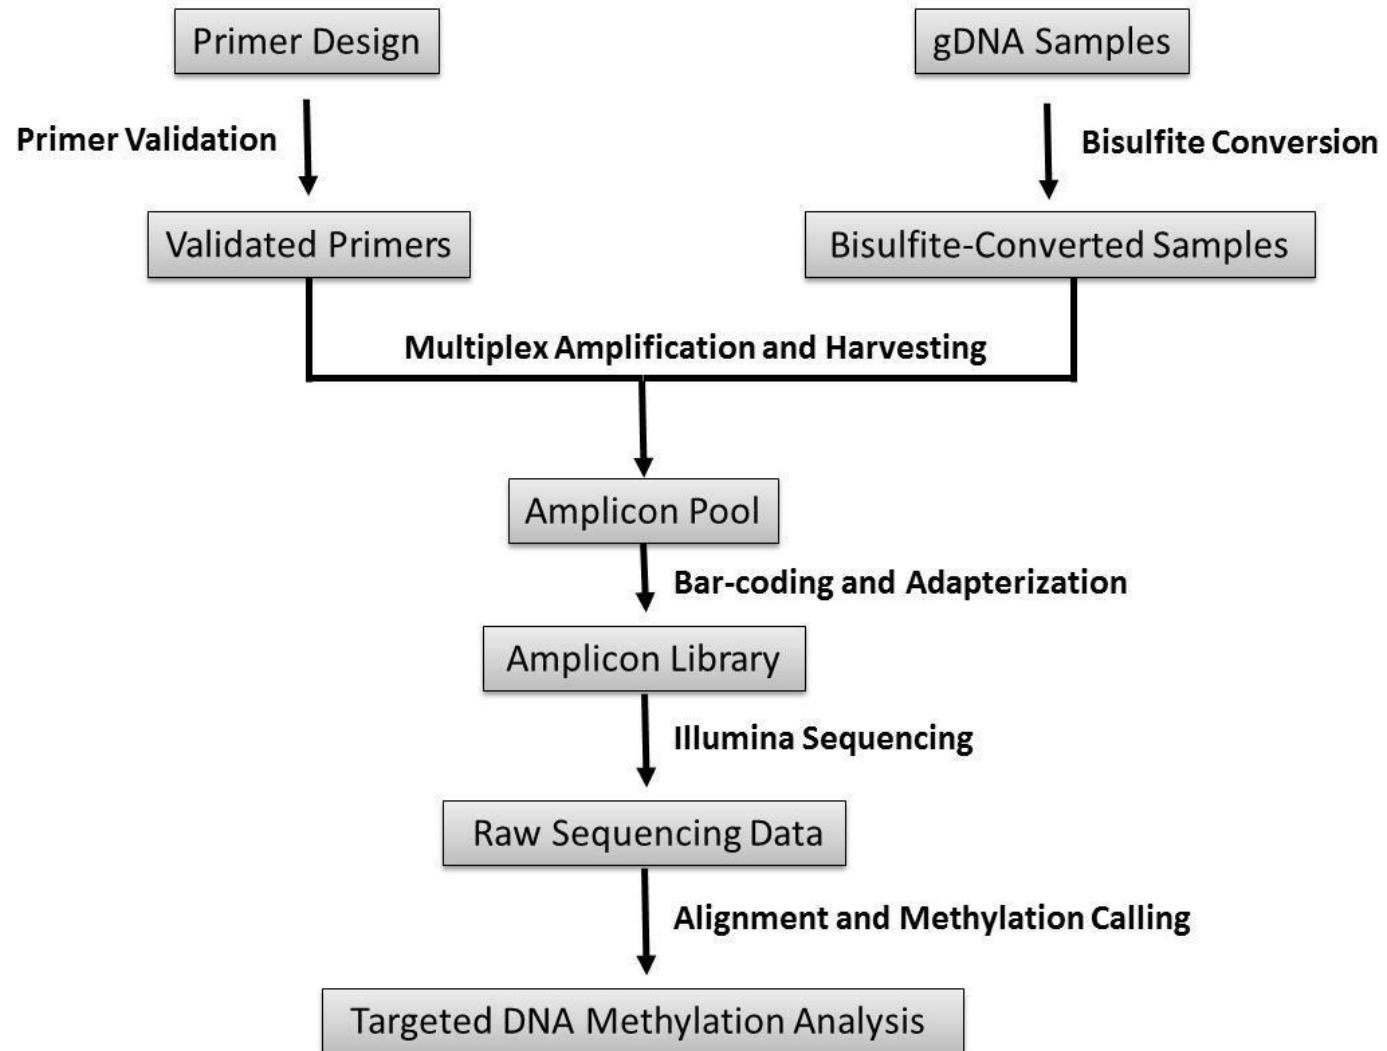 Primer Design
gDNA Samples
Primer Validation
Bisulfite Conversion
Validated Primers
Bisulfite-Converted Samples
Multiplex Amplification and Harvesting
Amplicon Pool
Bar-coding and Adapterization
Amplicon Library
Illumina Sequencing
Raw Sequencing Data
Alignment and Methylation Calling
Targeted DNA Methylation Analysis